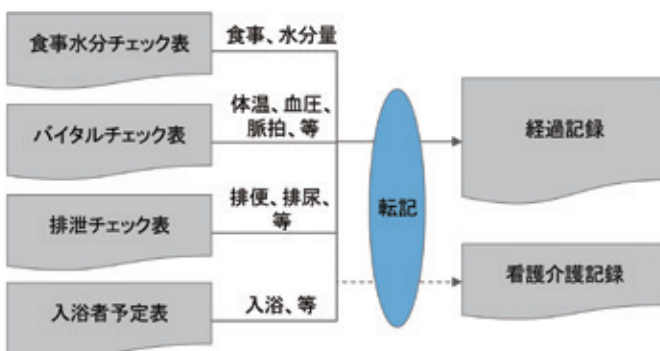 食事水分チェック表
食事、水分量
バイタルチェック表
体温、血圧、
脈拍、等
排泄チェック表
排便、排尿、
等
入浴者予定表
入浴、等
転記
経過記録
看護介護記録